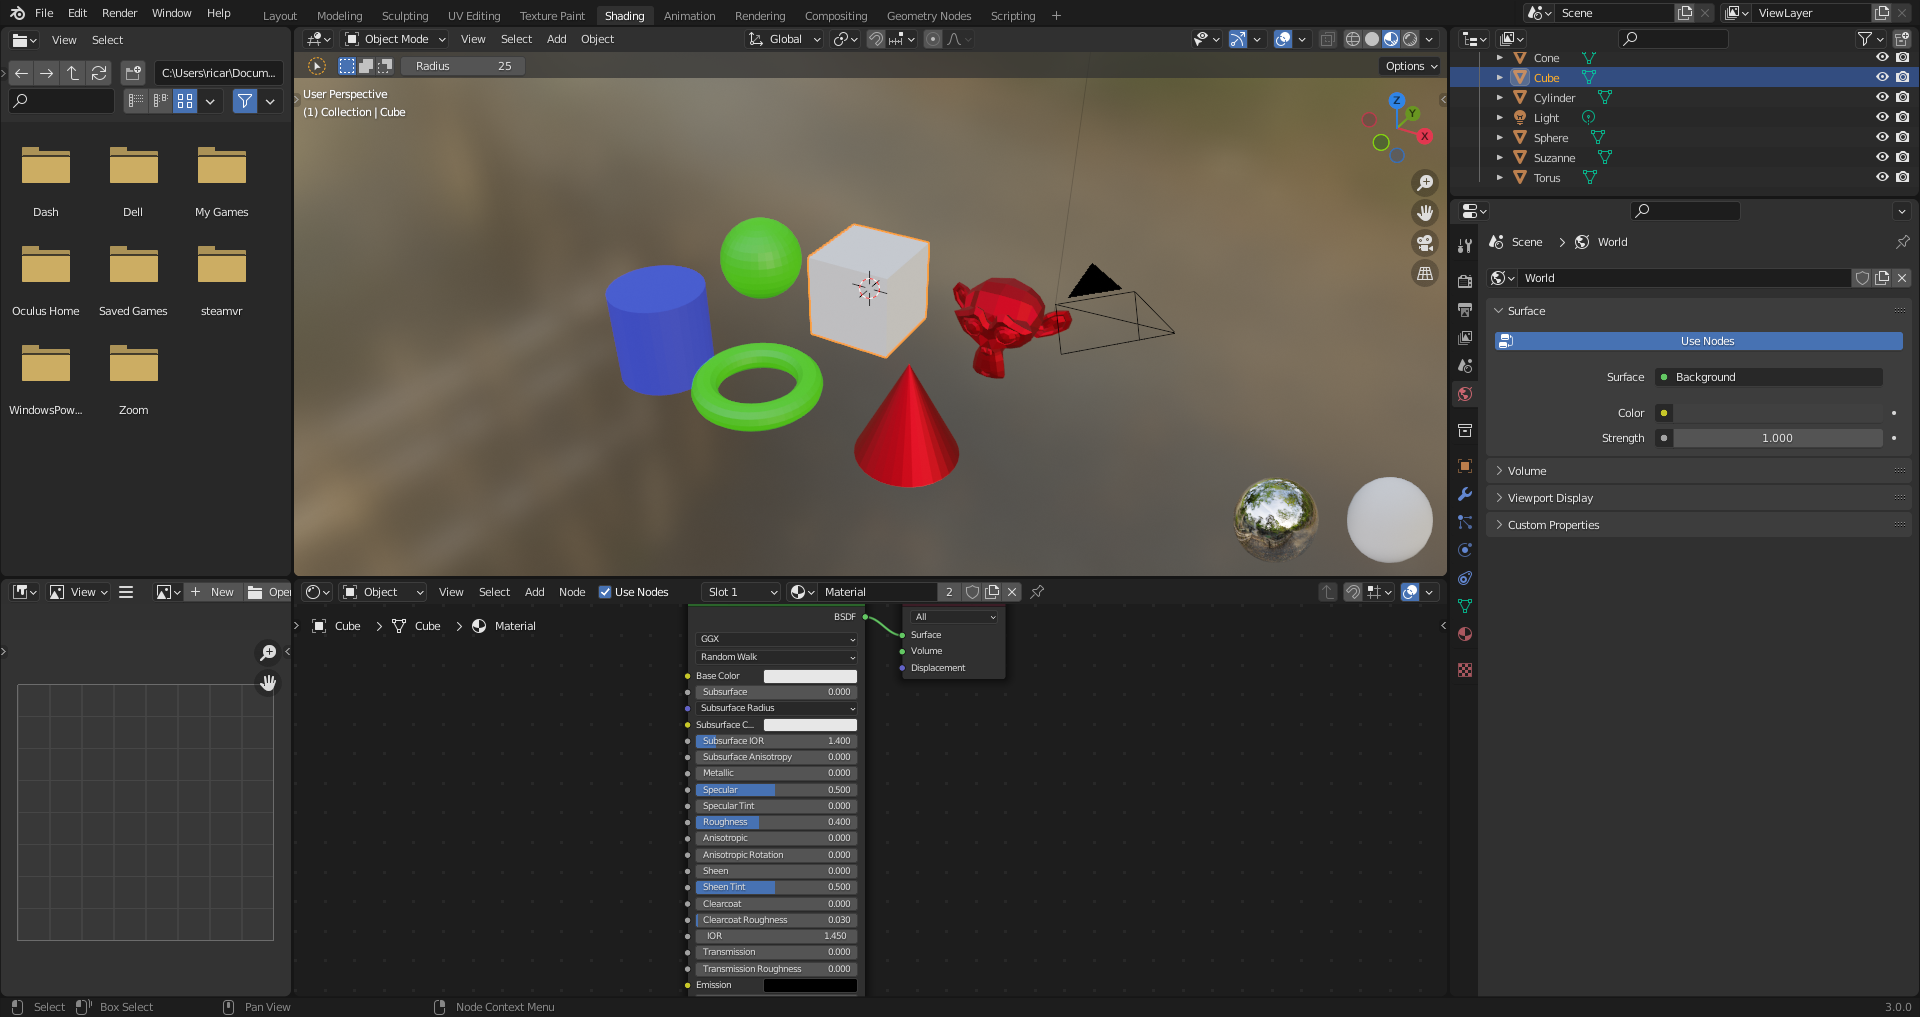 File Edit Render Window Help
Layout Modeling Sculpting UV Editing Texture Paint Shading Animation Rendering Compositing Geometry Nodes Scripting +
Scene
ViewLayer
View Select
C:\Users\ricar\Docum...
Dash Dell My Games
Oculus Home Saved Games steamvr
WindowsPow... Zoom
Object Mode View Select Add Object
Global
Radius 25
Options
User Perspective
(1) Collection | Cube
Z
Y
X
Cone
Cube
Cylinder
Light
Sphere
Suzanne
Torus
Scene > World
World
Surface
Use Nodes
Surface Background
Color
Strength 1.000
Volume
Viewport Display
Custom Properties
View
+ New
Open
Object View Select Add Node Use Nodes
Slot 1
Material 2
Cube > Cube > Material
BSDF
GGX
Random Walk
Base Color
Subsurface 0.000
Subsurface Radius
Subsurface C...
Subsurface IOR 1.400
Subsurface Anisotropy 0.000
Metallic 0.000
Specular 0.500
Specular Tint 0.000
Roughness 0.400
Anisotropic 0.000
Anisotropic Rotation 0.000
Sheen 0.000
Sheen Tint 0.500
Clearcoat 0.000
Clearcoat Roughness 0.030
IOR 1.450
Transmission 0.000
Transmission Roughness 0.000
Emission
All
Surface
Volume
Displacement
Select Box Select Pan View Node Context Menu 3.0.0